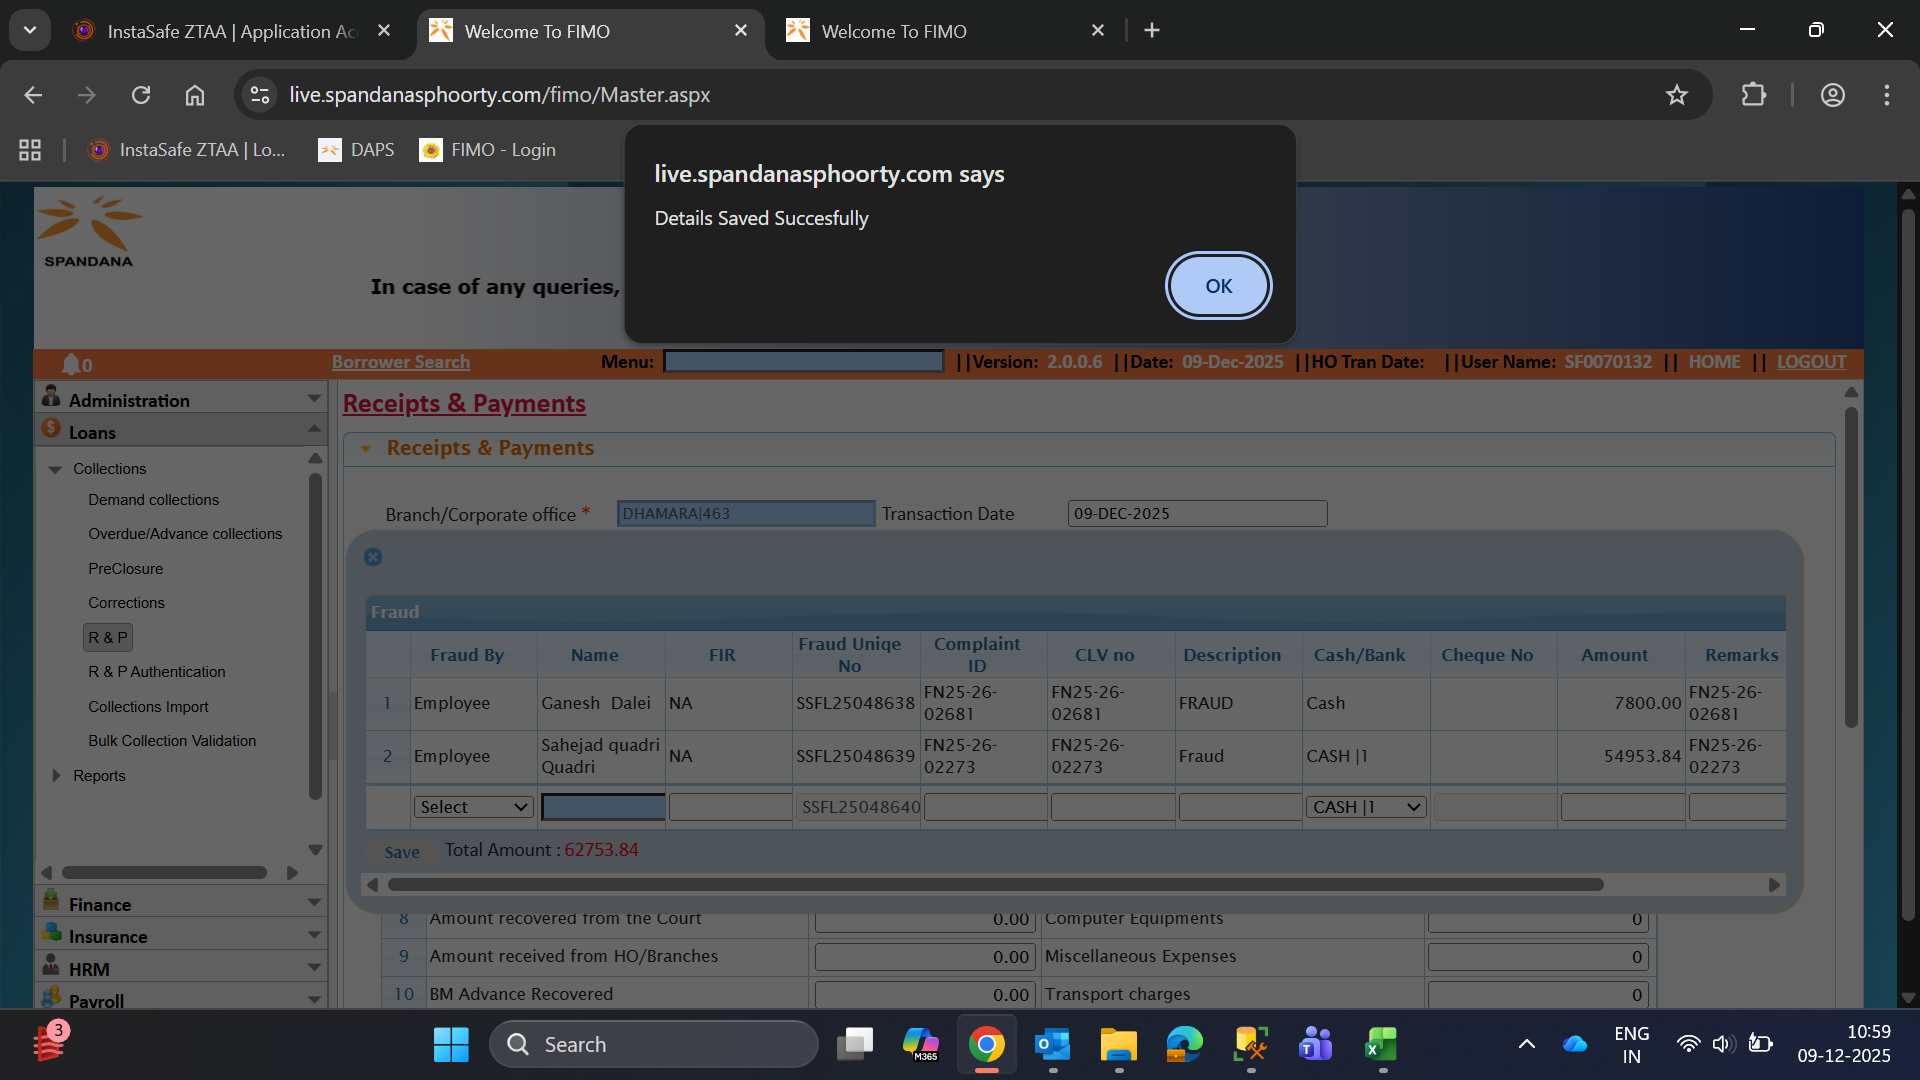 InstaSafe ZTAA | Application Ac
Welcome To FIMO
Welcome To FIMO
live.spandanasphoorty.com/fimo/Master.aspx
InstaSafe ZTAA | Lo...
DAPS
FIMO - Login
live.spandanasphoorty.com says
Details Saved Succesfully
OK
SPANDANA
In case of any queries,
0
Borrower Search
Menu:
||Version: 2.0.0.6 ||Date: 09-Dec-2025 ||HO Tran Date: ||User Name: SF0070132 || HOME || LOGOUT
Administration
Loans
Collections
Demand collections
Overdue/Advance collections
PreClosure
Corrections
R & P
R & P Authentication
Collections Import
Bulk Collection Validation
Reports
Finance
Insurance
HRM
Payroll
Receipts & Payments
Receipts & Payments
Branch/Corporate office * DHAMARA|463 Transaction Date 09-DEC-2025
Fraud
Fraud By Name FIR Fraud Uniqe No Complaint ID CLV no Description Cash/Bank Cheque No Amount Remarks
1 Employee Ganesh Dalei NA SSFL25048638 FN25-26-02681 FN25-26-02681 FRAUD Cash 7800.00 FN25-26-02681
2 Employee Sahejad quadri Quadri NA SSFL25048639 FN25-26-02273 FN25-26-02273 Fraud CASH |1 54953.84 FN25-26-02273
Select SSFL25048640 CASH |1
Save Total Amount : 62753.84
8 Amount recovered from the Court 0.00 Computer Equipments 0
9 Amount received from HO/Branches 0.00 Miscellaneous Expenses 0
10 BM Advance Recovered 0.00 Transport charges 0
3
Search
M365
ENG
IN
10:59
09-12-2025